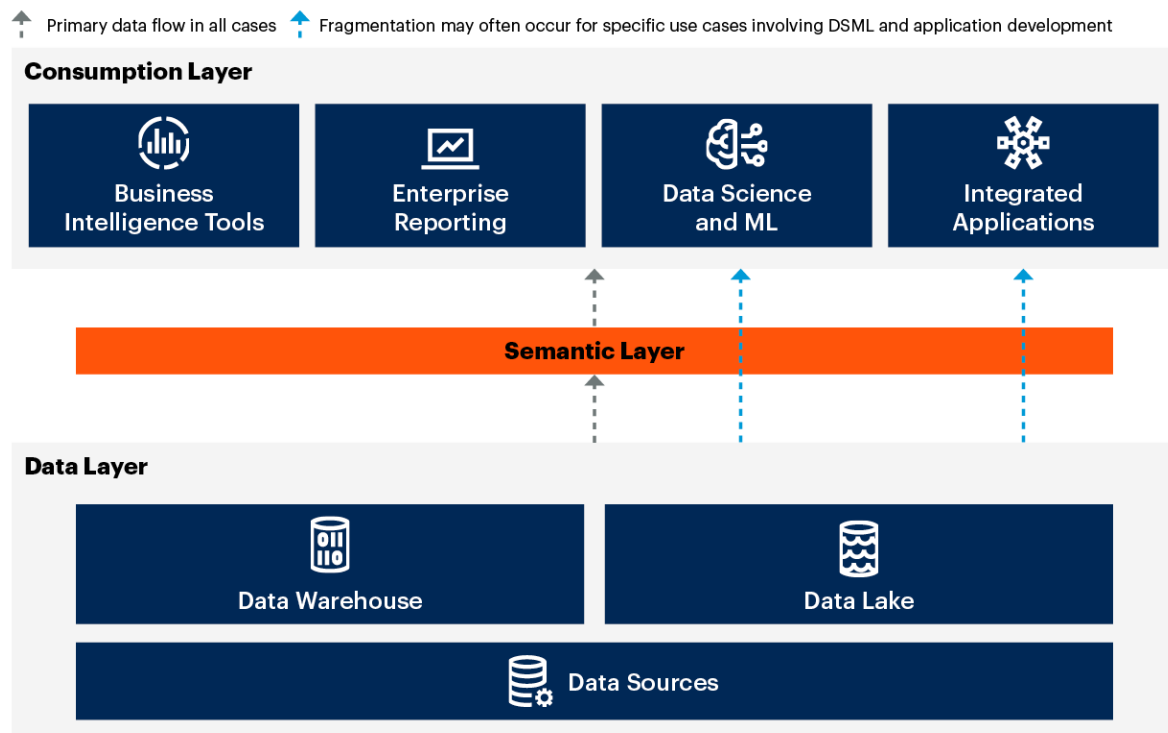 Primary data flow in all cases
Fragmentation may often occur for specific use cases involving DSML and application development
Consumption Layer
Business
Intelligence Tools
Enterprise
Reporting
Data Science
and ML
Integrated
Applications
Semantic Layer
Data Layer
011
110
Data Warehouse
Data Lake
Data Sources